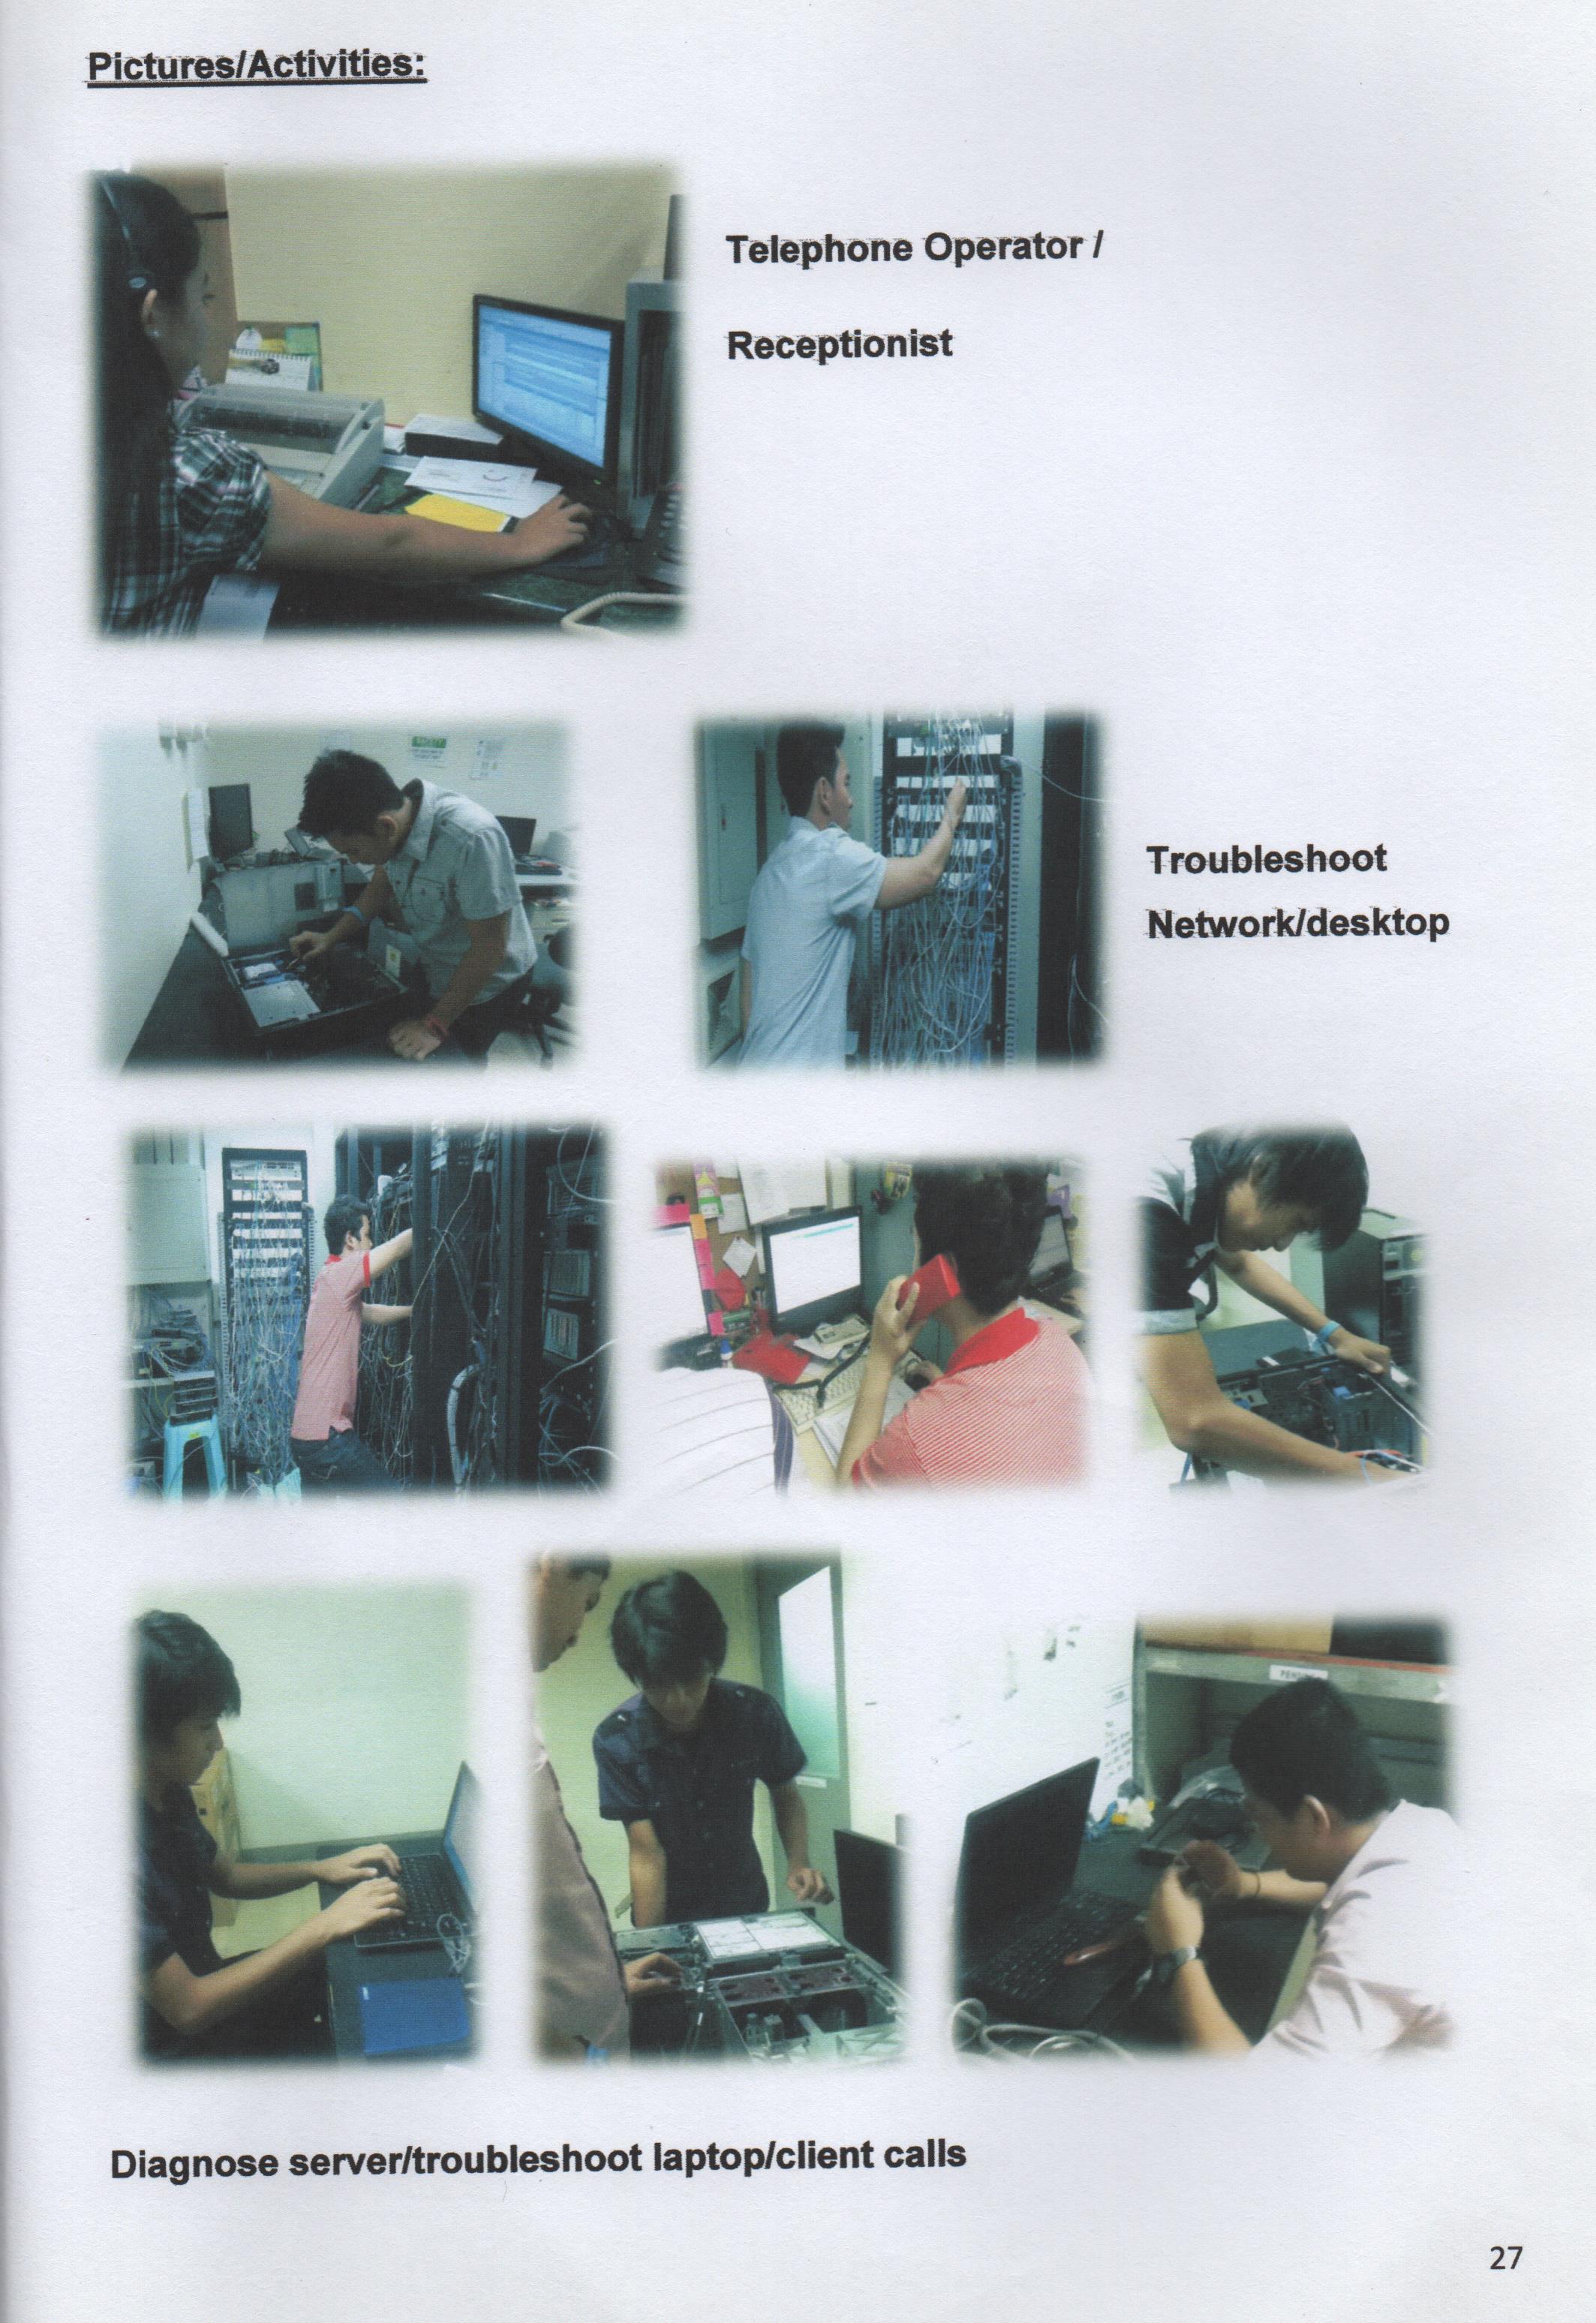 Pictures/Activities:
Telephone Operator /
Receptionist
Troubleshoot
Network/desktop
Diagnose server/troubleshoot laptop/client calls
27